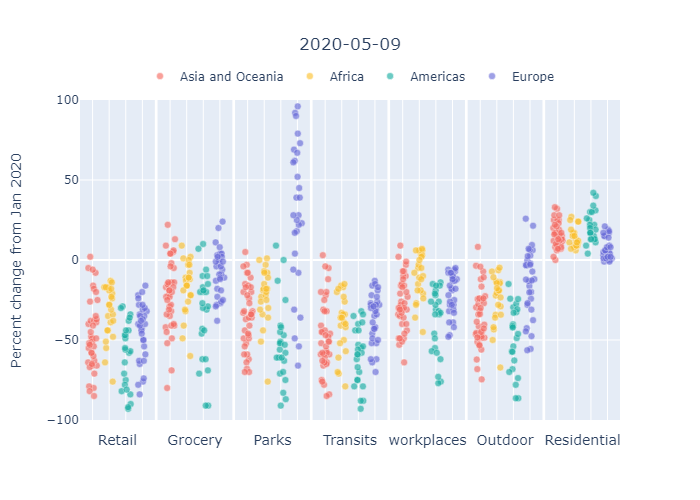 2020-05-09
Asia and Oceania Africa Americas Europe
Percent change from Jan 2020
100
50
0
−50
−100
Retail Grocery Parks Transits workplaces Outdoor Residential